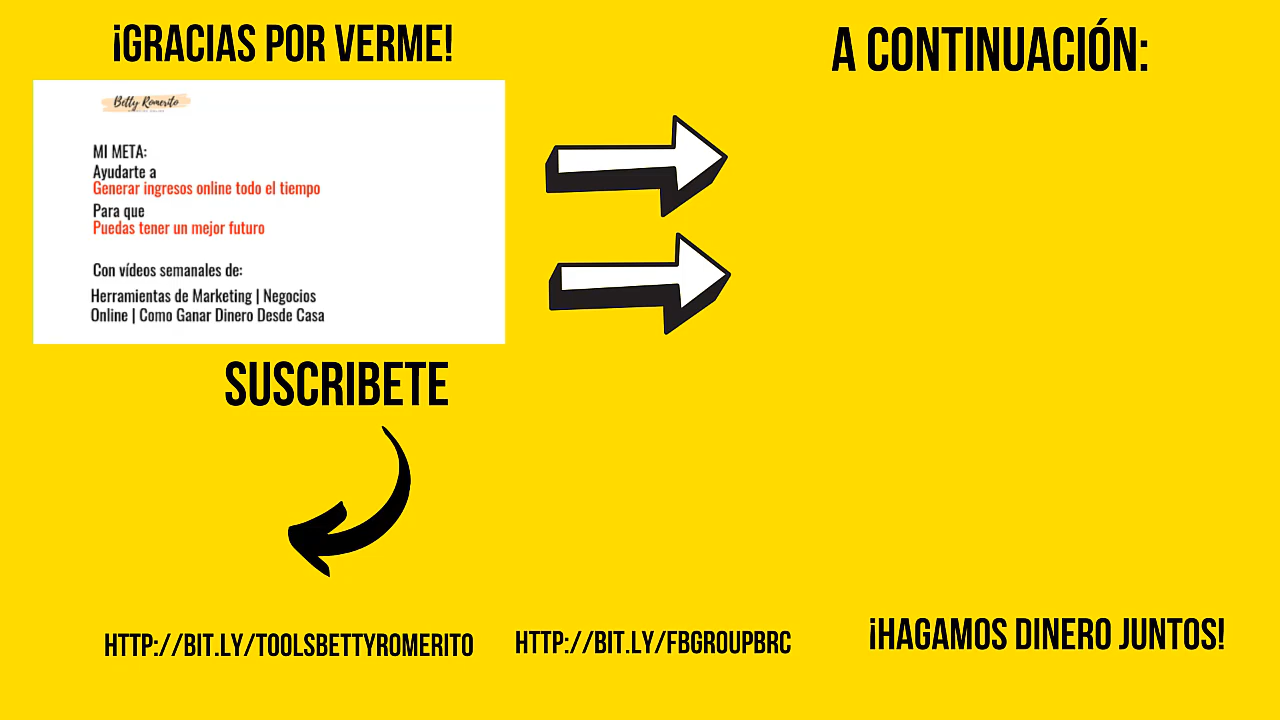 ¡GRACIAS POR VERME!
Betty Romerito
MI META:
Ayudarte a
Generar ingresos online todo el tiempo
Para que
Puedas tener un mejor futuro
Con vídeos semanales de:
Herramientas de Marketing | Negocios
Online | Como Ganar Dinero Desde Casa
SUSCRIBETE
A CONTINUACIÓN:
HTTP://BIT.LY/TOOLSBETTYROMERITO
HTTP://BIT.LY/FBGROUPBRC
¡HAGAMOS DINERO JUNTOS!